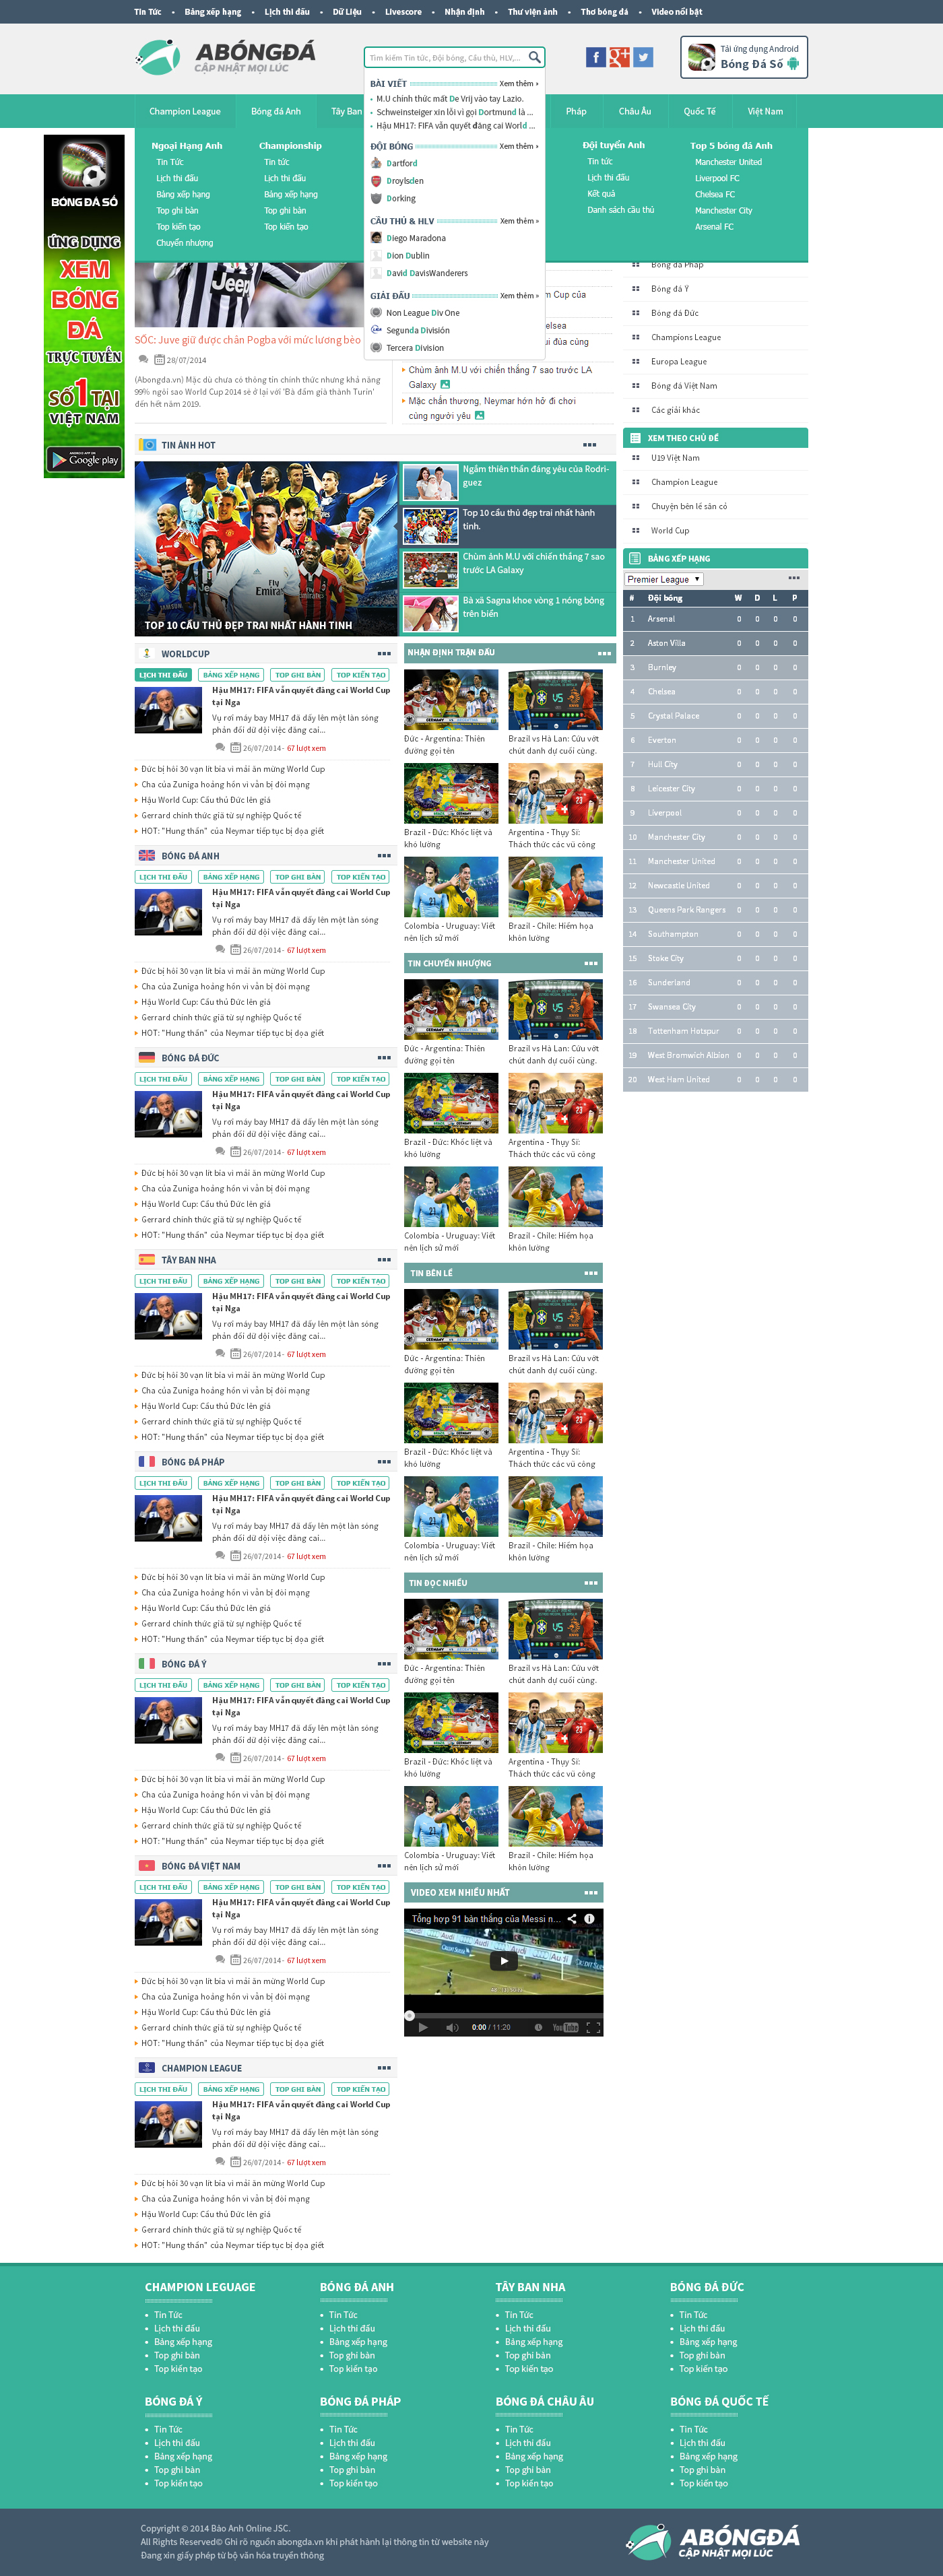 Tin Tức • Bảng xếp hạng • Lịch thi đấu • Dữ Liệu • Livescore • Nhận định • Thư viện ảnh • Thơ bóng đá • Video nổi bật
ABÓNGĐÁ
CẬP NHẬT MỌI LÚC
Tìm kiếm Tin tức, Đội bóng, Cầu thủ, HLV,...
Tải ứng dụng Android
Bóng Đá Số
Champion League
Bóng đá Anh
Tây Ban
Pháp
Châu Âu
Quốc Tế
Việt Nam
BÀI VIẾT
Xem thêm »
M.U chính thức mất De Vrij vào tay Lazio.
Schweinsteiger xin lỗi vì gọi Dortmund là ...
Hậu MH17: FIFA vẫn quyết đăng cai World ...
ĐỘI BÓNG
Xem thêm »
Dartford
Droylsden
Dorking
CẦU THỦ & HLV
Xem thêm »
Diego Maradona
Dion Dublin
David DavisWanderers
GIẢI ĐẤU
Xem thêm »
Non League Div One
Segunda División
Tercera Division
Ngoại Hạng Anh
Tin Tức
Lịch thi đấu
Bảng xếp hạng
Top ghi bàn
Top kiến tạo
Chuyển nhượng
Championship
Tin tức
Lịch thi đấu
Bảng xếp hạng
Top ghi bàn
Top kiến tạo
Đội tuyển Anh
Tin tức
Lịch thi đấu
Kết quả
Danh sách cầu thủ
Top 5 bóng đá Anh
Manchester United
Liverpool FC
Chelsea FC
Manchester City
Arsenal FC
BÓNG ĐÁ SỐ
ỨNG DỤNG
XEM
BÓNG
ĐÁ
TRỰC TUYẾN
SỐ 1 TẠI
VIỆT NAM
ANDROID APP ON
Google play
Jeep
SỐC: Juve giữ được chân Pogba với mức lương bèo
28/07/2014
(Abongda.vn) Mặc dù chưa có thông tin chính thức nhưng khả năng
99% ngôi sao World Cup 2014 sẽ ở lại với 'Bà đầm già thành Turin'
đến hết năm 2019.
Cup của
elsea
ui đùa cùng
Chùm ảnh M.U với chiến thắng 7 sao trước LA
Galaxy
Mặc chấn thương, Neymar hớn hở đi chơi
cùng người yêu
Bóng đá Pháp
Bóng đá Ý
Bóng đá Đức
Champions League
Europa League
Bóng đá Việt Nam
Các giải khác
XEM THEO CHỦ ĐỀ
U19 Việt Nam
Champion League
Chuyện bên lề sân cỏ
World Cup
BẢNG XẾP HẠNG
Premier League
# Đội bóng W D L P
1 Arsenal 0 0 0 0
2 Aston Villa 0 0 0 0
3 Burnley 0 0 0 0
4 Chelsea 0 0 0 0
5 Crystal Palace 0 0 0 0
6 Everton 0 0 0 0
7 Hull City 0 0 0 0
8 Leicester City 0 0 0 0
9 Liverpool 0 0 0 0
10 Manchester City 0 0 0 0
11 Manchester United 0 0 0 0
12 Newcastle United 0 0 0 0
13 Queens Park Rangers 0 0 0 0
14 Southampton 0 0 0 0
15 Stoke City 0 0 0 0
16 Sunderland 0 0 0 0
17 Swansea City 0 0 0 0
18 Tottenham Hotspur 0 0 0 0
19 West Bromwich Albion 0 0 0 0
20 West Ham United 0 0 0 0
TIN ẢNH HOT
TOP 10 CẦU THỦ ĐẸP TRAI NHẤT HÀNH TINH
Ngắm thiên thần đáng yêu của Rodri-
guez
Top 10 cầu thủ đẹp trai nhất hành
tinh.
Chùm ảnh M.U với chiến thắng 7 sao
trước LA Galaxy
Bà xã Sagna khoe vòng 1 nóng bỏng
trên biển
WORLDCUP
LỊCH THI ĐẤU BẢNG XẾP HẠNG TOP GHI BÀN TOP KIẾN TẠO
Hậu MH17: FIFA vẫn quyết đăng cai World Cup
tại Nga
Vụ rơi máy bay MH17 đã dấy lên một làn sóng
phản đối dữ dội việc đăng cai...
26/07/2014 - 67 lượt xem
Đức bị hỏi 30 vạn lít bia vì mải ăn mừng World Cup
Cha của Zuniga hoảng hồn vì vẫn bị đòi mạng
Hậu World Cup: Cầu thủ Đức lên giá
Gerrard chính thức giã từ sự nghiệp Quốc tế
HOT: "Hung thần" của Neymar tiếp tục bị dọa giết
BÓNG ĐÁ ANH
LỊCH THI ĐẤU BẢNG XẾP HẠNG TOP GHI BÀN TOP KIẾN TẠO
Hậu MH17: FIFA vẫn quyết đăng cai World Cup
tại Nga
Vụ rơi máy bay MH17 đã dấy lên một làn sóng
phản đối dữ dội việc đăng cai...
26/07/2014 - 67 lượt xem
Đức bị hỏi 30 vạn lít bia vì mải ăn mừng World Cup
Cha của Zuniga hoảng hồn vì vẫn bị đòi mạng
Hậu World Cup: Cầu thủ Đức lên giá
Gerrard chính thức giã từ sự nghiệp Quốc tế
HOT: "Hung thần" của Neymar tiếp tục bị dọa giết
BÓNG ĐÁ ĐỨC
LỊCH THI ĐẤU BẢNG XẾP HẠNG TOP GHI BÀN TOP KIẾN TẠO
Hậu MH17: FIFA vẫn quyết đăng cai World Cup
tại Nga
Vụ rơi máy bay MH17 đã dấy lên một làn sóng
phản đối dữ dội việc đăng cai...
26/07/2014 - 67 lượt xem
Đức bị hỏi 30 vạn lít bia vì mải ăn mừng World Cup
Cha của Zuniga hoảng hồn vì vẫn bị đòi mạng
Hậu World Cup: Cầu thủ Đức lên giá
Gerrard chính thức giã từ sự nghiệp Quốc tế
HOT: "Hung thần" của Neymar tiếp tục bị dọa giết
TÂY BAN NHA
LỊCH THI ĐẤU BẢNG XẾP HẠNG TOP GHI BÀN TOP KIẾN TẠO
Hậu MH17: FIFA vẫn quyết đăng cai World Cup
tại Nga
Vụ rơi máy bay MH17 đã dấy lên một làn sóng
phản đối dữ dội việc đăng cai...
26/07/2014 - 67 lượt xem
Đức bị hỏi 30 vạn lít bia vì mải ăn mừng World Cup
Cha của Zuniga hoảng hồn vì vẫn bị đòi mạng
Hậu World Cup: Cầu thủ Đức lên giá
Gerrard chính thức giã từ sự nghiệp Quốc tế
HOT: "Hung thần" của Neymar tiếp tục bị dọa giết
BÓNG ĐÁ PHÁP
LỊCH THI ĐẤU BẢNG XẾP HẠNG TOP GHI BÀN TOP KIẾN TẠO
Hậu MH17: FIFA vẫn quyết đăng cai World Cup
tại Nga
Vụ rơi máy bay MH17 đã dấy lên một làn sóng
phản đối dữ dội việc đăng cai...
26/07/2014 - 67 lượt xem
Đức bị hỏi 30 vạn lít bia vì mải ăn mừng World Cup
Cha của Zuniga hoảng hồn vì vẫn bị đòi mạng
Hậu World Cup: Cầu thủ Đức lên giá
Gerrard chính thức giã từ sự nghiệp Quốc tế
HOT: "Hung thần" của Neymar tiếp tục bị dọa giết
BÓNG ĐÁ Ý
LỊCH THI ĐẤU BẢNG XẾP HẠNG TOP GHI BÀN TOP KIẾN TẠO
Hậu MH17: FIFA vẫn quyết đăng cai World Cup
tại Nga
Vụ rơi máy bay MH17 đã dấy lên một làn sóng
phản đối dữ dội việc đăng cai...
26/07/2014 - 67 lượt xem
Đức bị hỏi 30 vạn lít bia vì mải ăn mừng World Cup
Cha của Zuniga hoảng hồn vì vẫn bị đòi mạng
Hậu World Cup: Cầu thủ Đức lên giá
Gerrard chính thức giã từ sự nghiệp Quốc tế
HOT: "Hung thần" của Neymar tiếp tục bị dọa giết
BÓNG ĐÁ VIỆT NAM
LỊCH THI ĐẤU BẢNG XẾP HẠNG TOP GHI BÀN TOP KIẾN TẠO
Hậu MH17: FIFA vẫn quyết đăng cai World Cup
tại Nga
Vụ rơi máy bay MH17 đã dấy lên một làn sóng
phản đối dữ dội việc đăng cai...
26/07/2014 - 67 lượt xem
Đức bị hỏi 30 vạn lít bia vì mải ăn mừng World Cup
Cha của Zuniga hoảng hồn vì vẫn bị đòi mạng
Hậu World Cup: Cầu thủ Đức lên giá
Gerrard chính thức giã từ sự nghiệp Quốc tế
HOT: "Hung thần" của Neymar tiếp tục bị dọa giết
CHAMPION LEAGUE
LỊCH THI ĐẤU BẢNG XẾP HẠNG TOP GHI BÀN TOP KIẾN TẠO
Hậu MH17: FIFA vẫn quyết đăng cai World Cup
tại Nga
Vụ rơi máy bay MH17 đã dấy lên một làn sóng
phản đối dữ dội việc đăng cai...
26/07/2014 - 67 lượt xem
Đức bị hỏi 30 vạn lít bia vì mải ăn mừng World Cup
Cha của Zuniga hoảng hồn vì vẫn bị đòi mạng
Hậu World Cup: Cầu thủ Đức lên giá
Gerrard chính thức giã từ sự nghiệp Quốc tế
HOT: "Hung thần" của Neymar tiếp tục bị dọa giết
NHẬN ĐỊNH TRẬN ĐẤU
Đức - Argentina: Thiên
đường gọi tên
Brazil vs Hà Lan: Cứu vớt
chút danh dự cuối cùng.
Brazil - Đức: Khốc liệt và
khó lường
Argentina - Thụy Sĩ:
Thách thức các vũ công
Colombia - Uruguay: Viết
nên lịch sử mới
Brazil - Chile: Hiểm họa
khôn lường
TIN CHUYỂN NHƯỢNG
Đức - Argentina: Thiên
đường gọi tên
Brazil vs Hà Lan: Cứu vớt
chút danh dự cuối cùng.
Brazil - Đức: Khốc liệt và
khó lường
Argentina - Thụy Sĩ:
Thách thức các vũ công
Colombia - Uruguay: Viết
nên lịch sử mới
Brazil - Chile: Hiểm họa
khôn lường
TIN BÊN LỀ
Đức - Argentina: Thiên
đường gọi tên
Brazil vs Hà Lan: Cứu vớt
chút danh dự cuối cùng.
Brazil - Đức: Khốc liệt và
khó lường
Argentina - Thụy Sĩ:
Thách thức các vũ công
Colombia - Uruguay: Viết
nên lịch sử mới
Brazil - Chile: Hiểm họa
khôn lường
TIN ĐỌC NHIỀU
Đức - Argentina: Thiên
đường gọi tên
Brazil vs Hà Lan: Cứu vớt
chút danh dự cuối cùng.
Brazil - Đức: Khốc liệt và
khó lường
Argentina - Thụy Sĩ:
Thách thức các vũ công
Colombia - Uruguay: Viết
nên lịch sử mới
Brazil - Chile: Hiểm họa
khôn lường
VIDEO XEM NHIỀU NHẤT
Tổng hợp 91 bàn thắng của Messi n...
0:00 / 11:20
YouTube
CHAMPION LEGUAGE
Tin Tức
Lịch thi đấu
Bảng xếp hạng
Top ghi bàn
Top kiến tạo
BÓNG ĐÁ ANH
Tin Tức
Lịch thi đấu
Bảng xếp hạng
Top ghi bàn
Top kiến tạo
TÂY BAN NHA
Tin Tức
Lịch thi đấu
Bảng xếp hạng
Top ghi bàn
Top kiến tạo
BÓNG ĐÁ ĐỨC
Tin Tức
Lịch thi đấu
Bảng xếp hạng
Top ghi bàn
Top kiến tạo
BÓNG ĐÁ Ý
Tin Tức
Lịch thi đấu
Bảng xếp hạng
Top ghi bàn
Top kiến tạo
BÓNG ĐÁ PHÁP
Tin Tức
Lịch thi đấu
Bảng xếp hạng
Top ghi bàn
Top kiến tạo
BÓNG ĐÁ CHÂU ÂU
Tin Tức
Lịch thi đấu
Bảng xếp hạng
Top ghi bàn
Top kiến tạo
BÓNG ĐÁ QUỐC TẾ
Tin Tức
Lịch thi đấu
Bảng xếp hạng
Top ghi bàn
Top kiến tạo
Copyright © 2014 Bảo Anh Online JSC.
All Rights Reserved© Ghi rõ nguồn abongda.vn khi phát hành lại thông tin từ website này
Đang xin giấy phép từ bộ văn hóa truyền thông
ABÓNGĐÁ
CẬP NHẬT MỌI LÚC